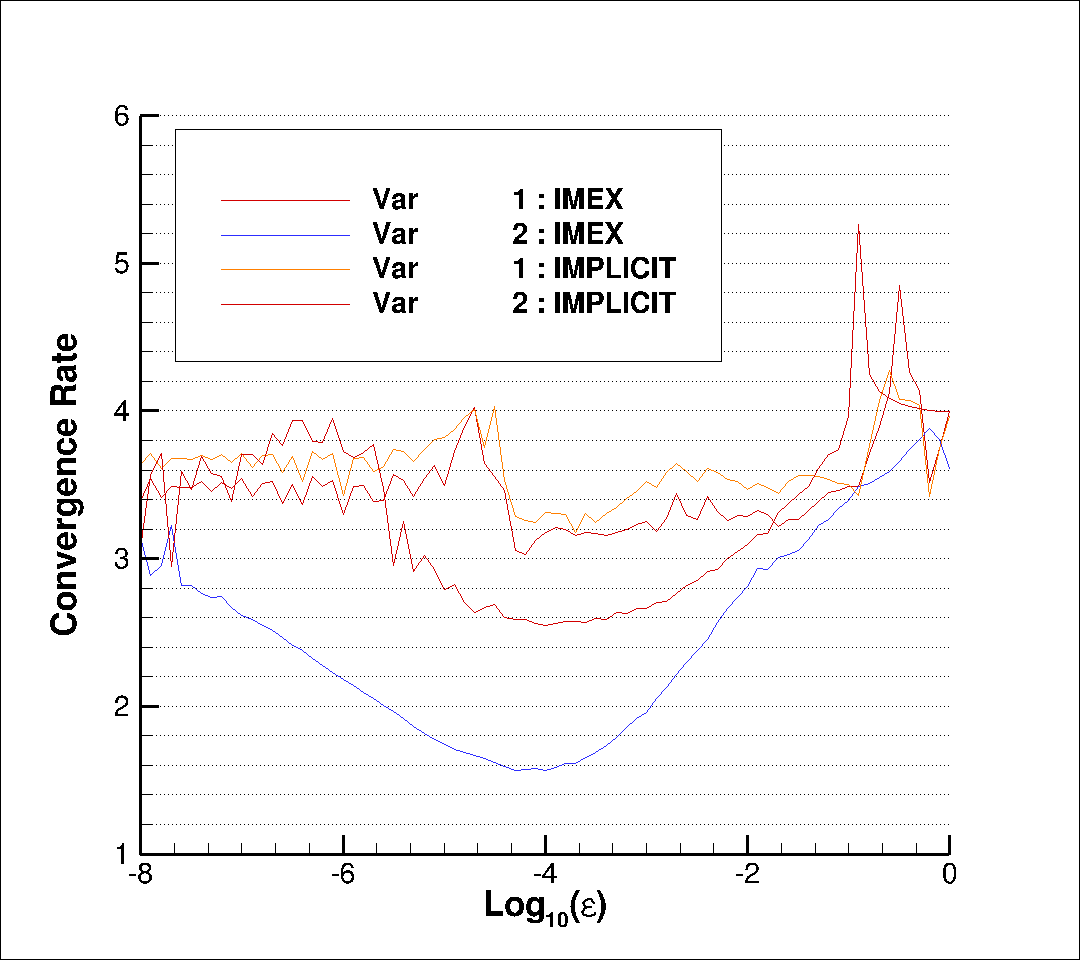 6
Var 1 : IMEX
Var 2 : IMEX
Var 1 : IMPLICIT
Var 2 : IMPLICIT
5
4
3
2
1
Convergence Rate
-8 -6 -4 -2 0
Log10(ε)